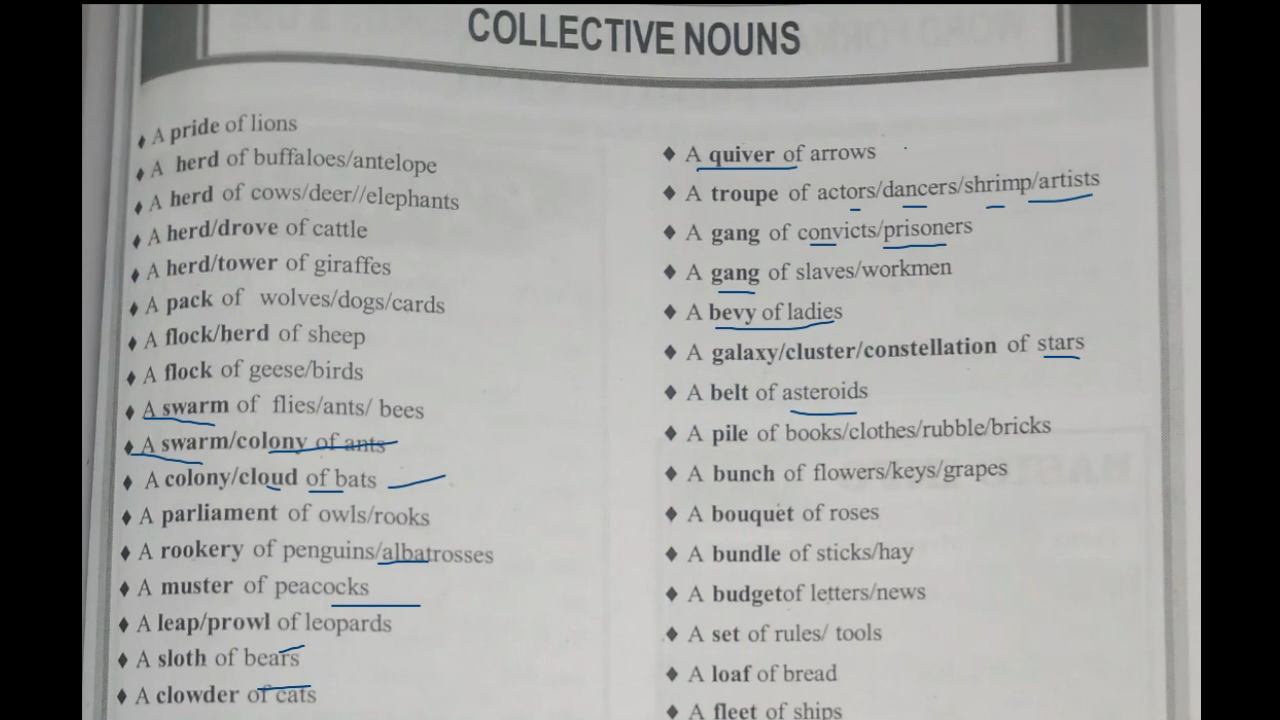 COLLECTIVE NOUNS
♦ A pride of lions
♦ A herd of buffaloes/antelope
♦ A herd of cows/deer//elephants
♦ A herd/drove of cattle
♦ A herd/tower of giraffes
♦ A pack of wolves/dogs/cards
♦ A flock/herd of sheep
♦ A flock of geese/birds
♦ A swarm of flies/ants/ bees
♦ A swarm/colony of ants
♦ A colony/cloud of bats
♦ A parliament of owls/rooks
♦ A rookery of penguins/albatrosses
♦ A muster of peacocks
♦ A leap/prowl of leopards
♦ A sloth of bears
♦ A clowder of cats
♦ A quiver of arrows
♦ A troupe of actors/dancers/shrimp/artists
♦ A gang of convicts/prisoners
♦ A gang of slaves/workmen
♦ A bevy of ladies
♦ A galaxy/cluster/constellation of stars
♦ A belt of asteroids
♦ A pile of books/clothes/rubble/bricks
♦ A bunch of flowers/keys/grapes
♦ A bouquet of roses
♦ A bundle of sticks/hay
♦ A budgetof letters/news
♦ A set of rules/ tools
♦ A loaf of bread
♦ A fleet of ships